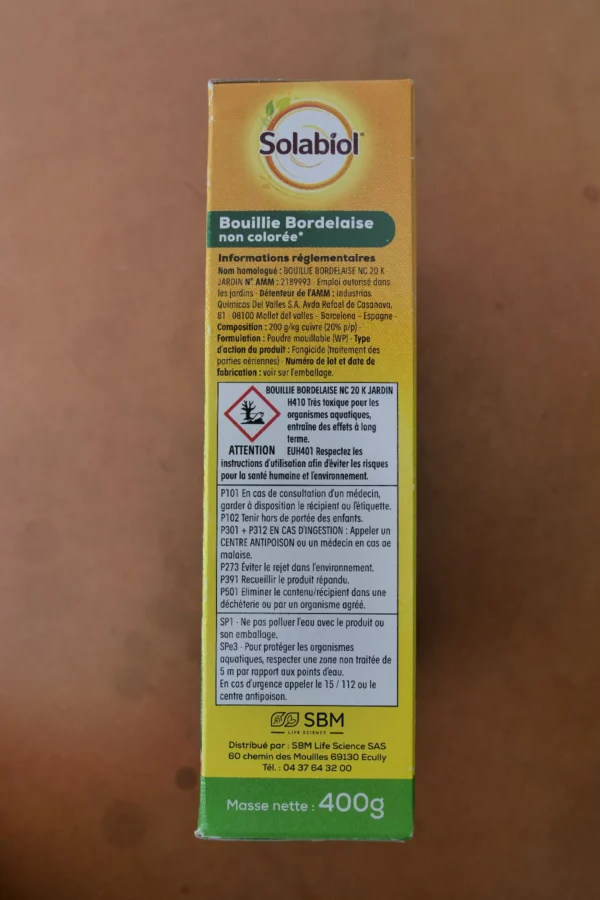 Solabiol®
Bouillie Bordelaise
non colorée*
Informations réglementaires
Nom homologué : BOUILLIE BORDELAISE NC 20 K
JARDIN N° AMM : 2189993 · Emploi autorisé dans
les jardins · Détenteur de l'AMM : Industrias
Quimicas Del Valles S.A. Avda Rafael de Casanova,
81 · 08100 Mollet del valles - Barcelona - Espagne ·
Composition : 200 g/kg cuivre (20% p/p) ·
Formulation : Poudre mouillable (WP) · Type
d'action du produit : Fongicide (traitement des
parties aériennes) · Numéro de lot et date de
fabrication : voir sur l'emballage.
BOUILLIE BORDELAISE NC 20 K JARDIN
H410 Très toxique pour les
organismes aquatiques,
entraîne des effets à long
terme.
ATTENTION EUH401 Respectez les
instructions d'utilisation afin d'éviter les risques
pour la santé humaine et l'environnement.
P101 En cas de consultation d'un médecin,
garder à disposition le récipient ou l'étiquette.
P102 Tenir hors de portée des enfants.
P301 + P312 EN CAS D'INGESTION : Appeler un
CENTRE ANTIPOISON ou un médecin en cas de
malaise.
P273 Éviter le rejet dans l'environnement.
P391 Recueillir le produit répandu.
P501 Eliminer le contenu/récipient dans une
déchèterie ou par un organisme agréé.
SP1 - Ne pas polluer l'eau avec le produit ou
son emballage.
SPe3 - Pour protéger les organismes
aquatiques, respecter une zone non traitée de
5 m par rapport aux points d'eau.
En cas d'urgence appeler le 15 / 112 ou le
centre antipoison.
SBM
LIFE SCIENCE
Distribué par : SBM Life Science SAS
60 chemin des Mouilles 69130 Ecully
Tél. : 04 37 64 32 00
Masse nette : 400g